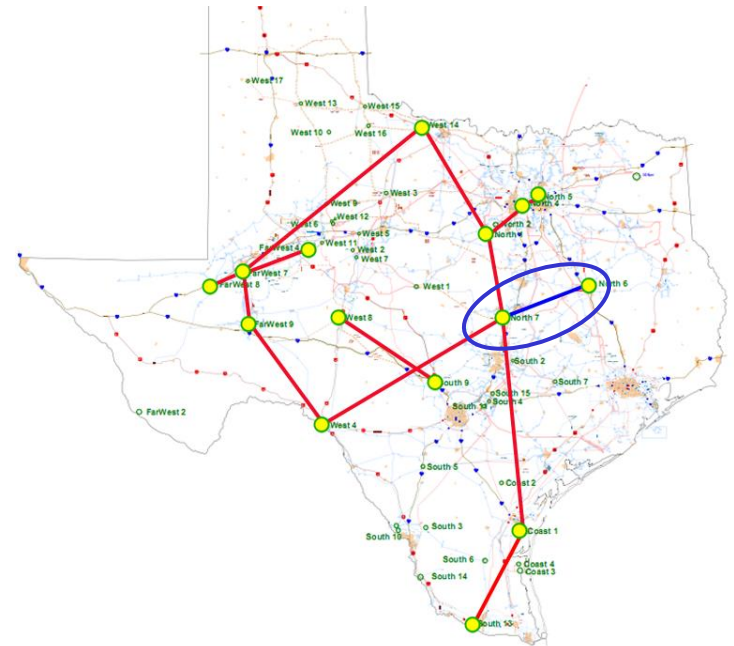 West 17
West 13
West 15
West 10
West 16
West 14
West 3
North 5
North 4
West 9
West 12
West 6
North 2
West 5
North
FarWest 4
West 11
West 2
West 7
FarWest 7
FarWest 8
West 1
North 6
FarWest 9
West 8
North 7
South 2
South 9
South 7
South 15
South 4
FarWest 2
West 4
South 5
Coast 2
South 3
South 10
Coast 1
South 6
Coast 4
Coast 3
South 14
South 13